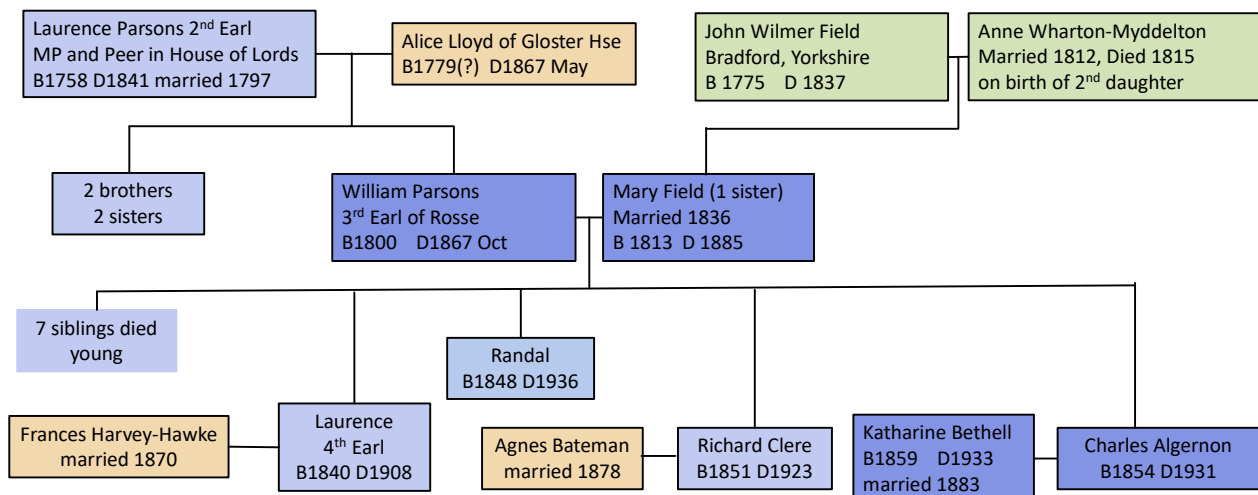 Laurence Parsons 2nd Earl
MP and Peer in House of Lords
B1758 D1841 married 1797
Alice Lloyd of Gloster Hse
B1779(?) D1867 May
John Wilmer Field
Bradford, Yorkshire
B 1775 D 1837
Anne Wharton-Myddelton
Married 1812, Died 1815
on birth of 2nd daughter
2 brothers
2 sisters
William Parsons
3rd Earl of Rosse
B1800 D1867 Oct
Mary Field (1 sister)
Married 1836
B 1813 D 1885
7 siblings died
young
Randal
B1848 D1936
Frances Harvey-Hawke
married 1870
Laurence
4th Earl
B1840 D1908
Agnes Bateman
married 1878
Richard Clere
B1851 D1923
Katharine Bethell
B1859 D1933
married 1883
Charles Algernon
B1854 D1931